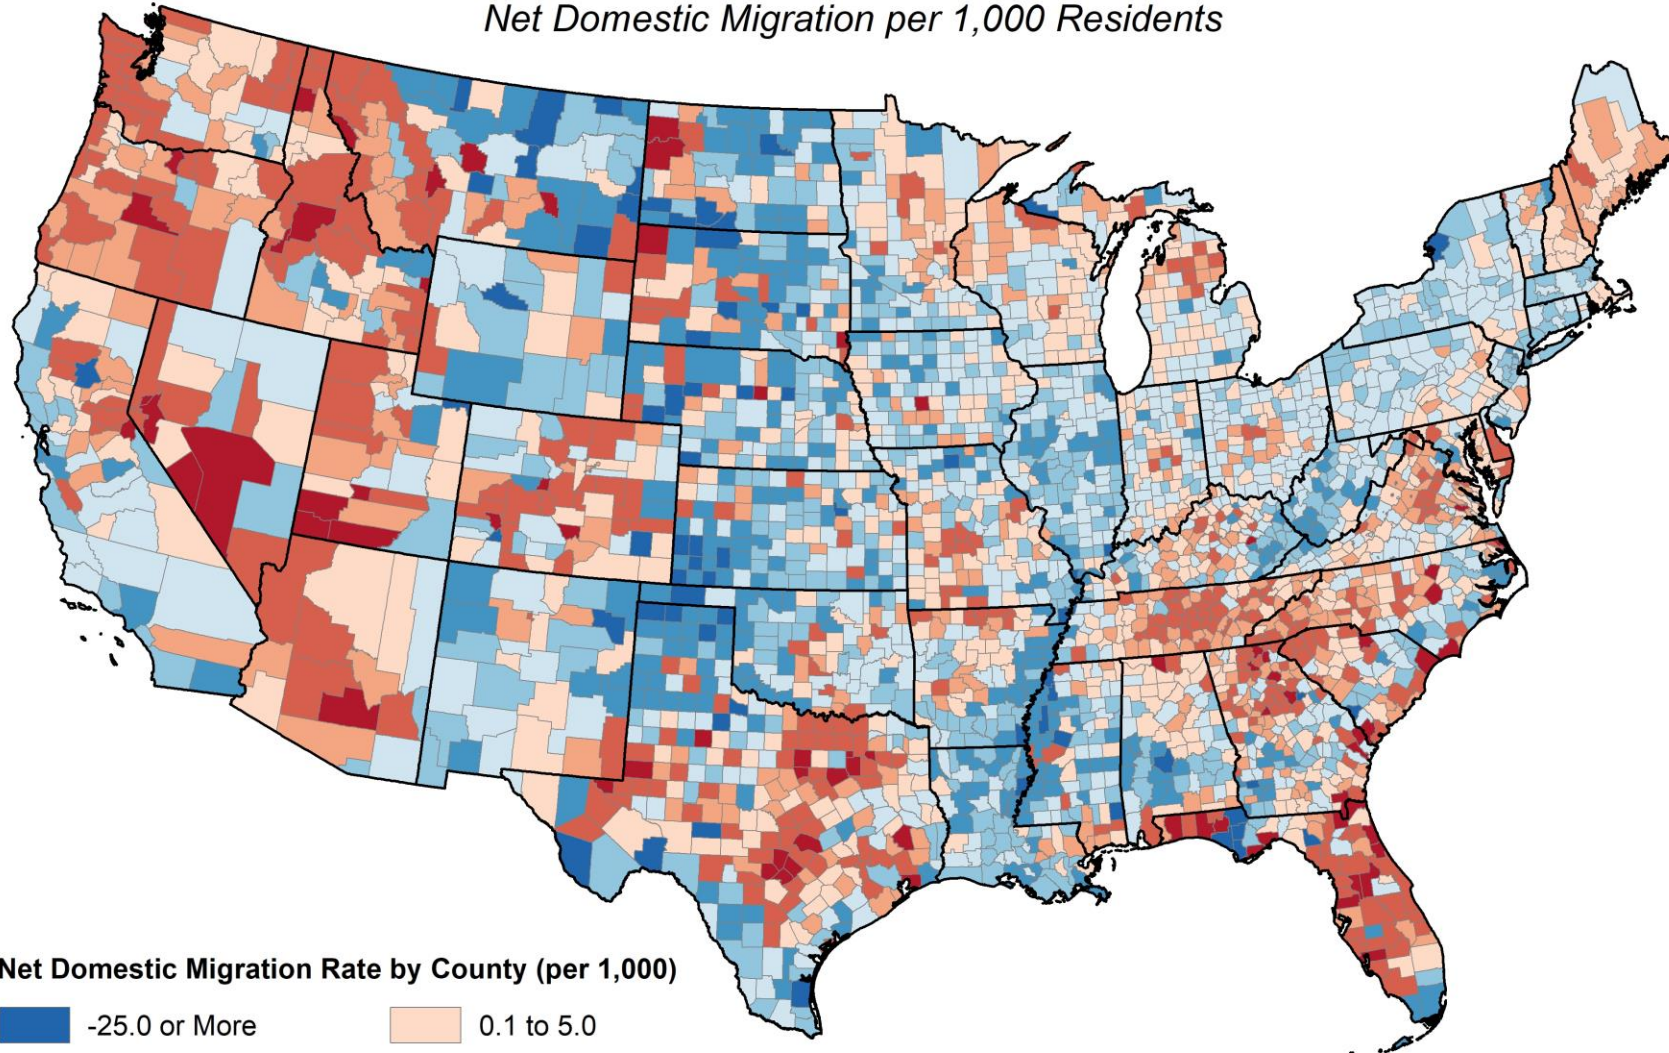 Net Domestic Migration per 1,000 Residents
Net Domestic Migration Rate by County (per 1,000)
-25.0 or More
0.1 to 5.0